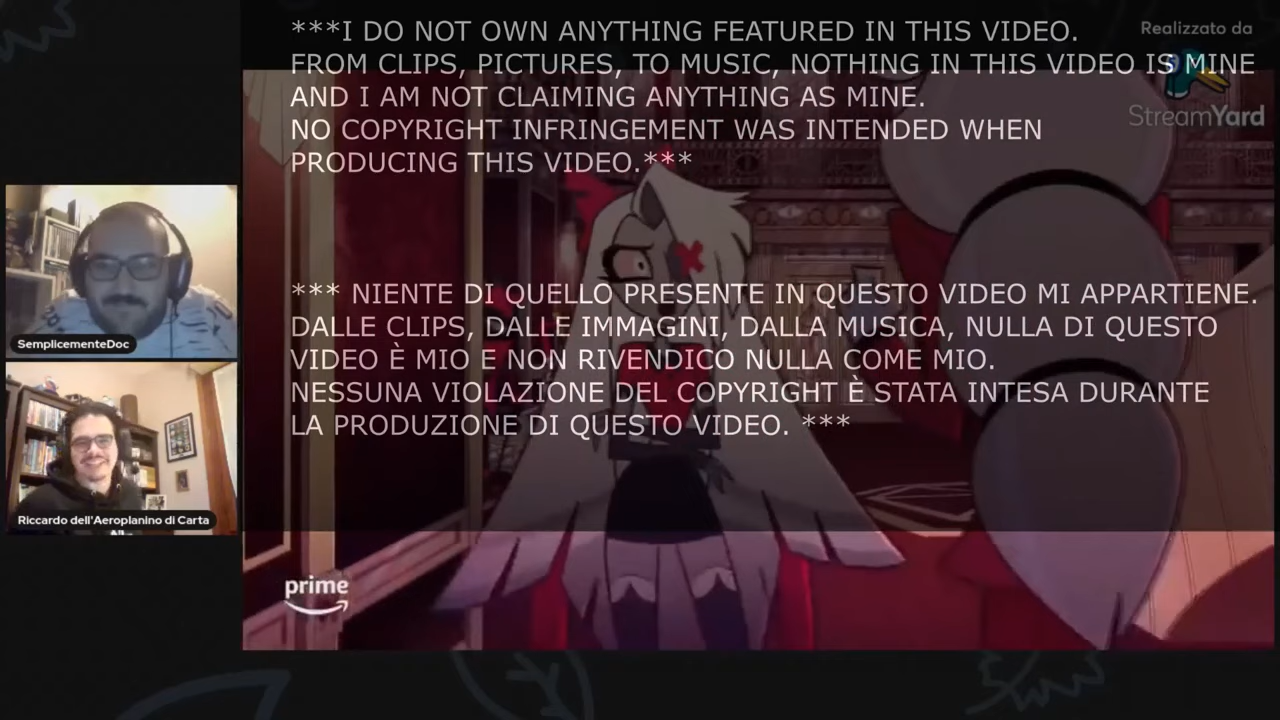 ***I DO NOT OWN ANYTHING FEATURED IN THIS VIDEO.
FROM CLIPS, PICTURES, TO MUSIC, NOTHING IN THIS VIDEO IS MINE
AND I AM NOT CLAIMING ANYTHING AS MINE.
NO COPYRIGHT INFRINGEMENT WAS INTENDED WHEN
PRODUCING THIS VIDEO.***
Realizzato da
StreamYard
*** NIENTE DI QUELLO PRESENTE IN QUESTO VIDEO MI APPARTIENE.
DALLE CLIPS, DALLE IMMAGINI, DALLA MUSICA, NULLA DI QUESTO
VIDEO È MIO E NON RIVENDICO NULLA COME MIO.
NESSUNA VIOLAZIONE DEL COPYRIGHT È STATA INTESA DURANTE
LA PRODUZIONE DI QUESTO VIDEO. ***
SemplicementeDoc
Riccardo dell'Aeroplanino di Carta
prime